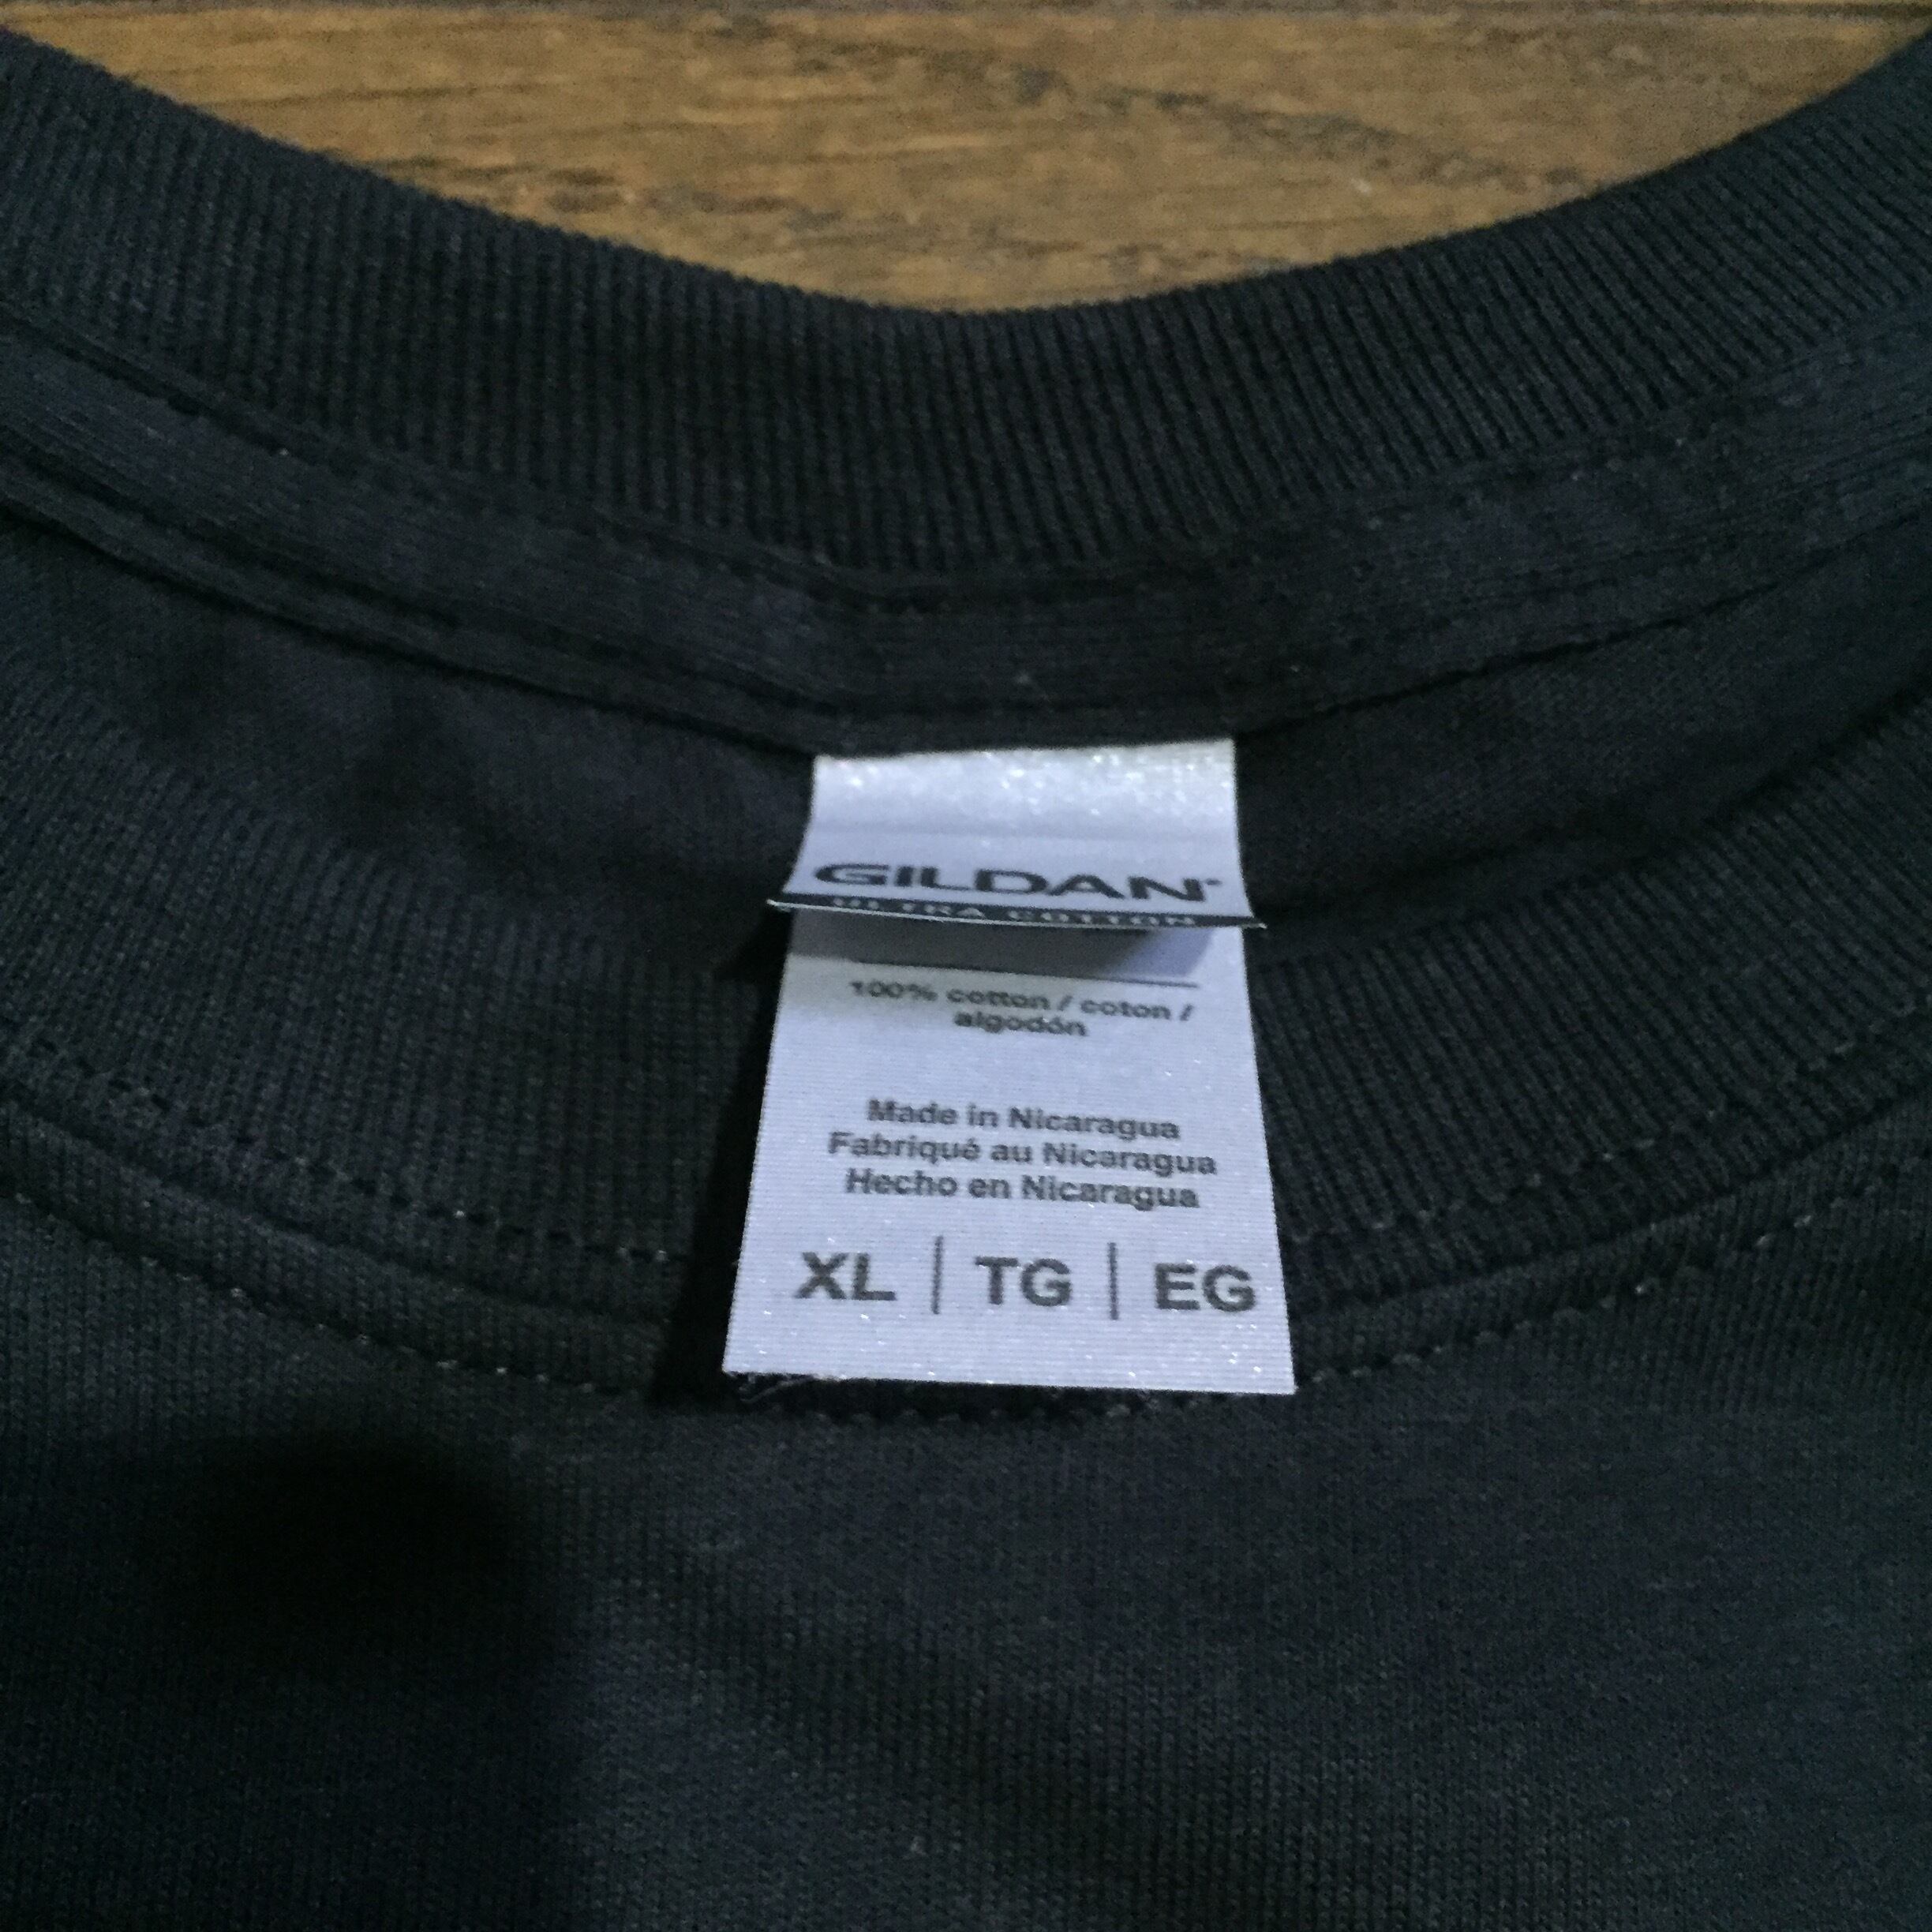 GILDAN®
ULTRA COTTON
100% cotton / coton /
algodón
Made in Nicaragua
Fabriqué au Nicaragua
Hecho en Nicaragua
XL | TG | EG